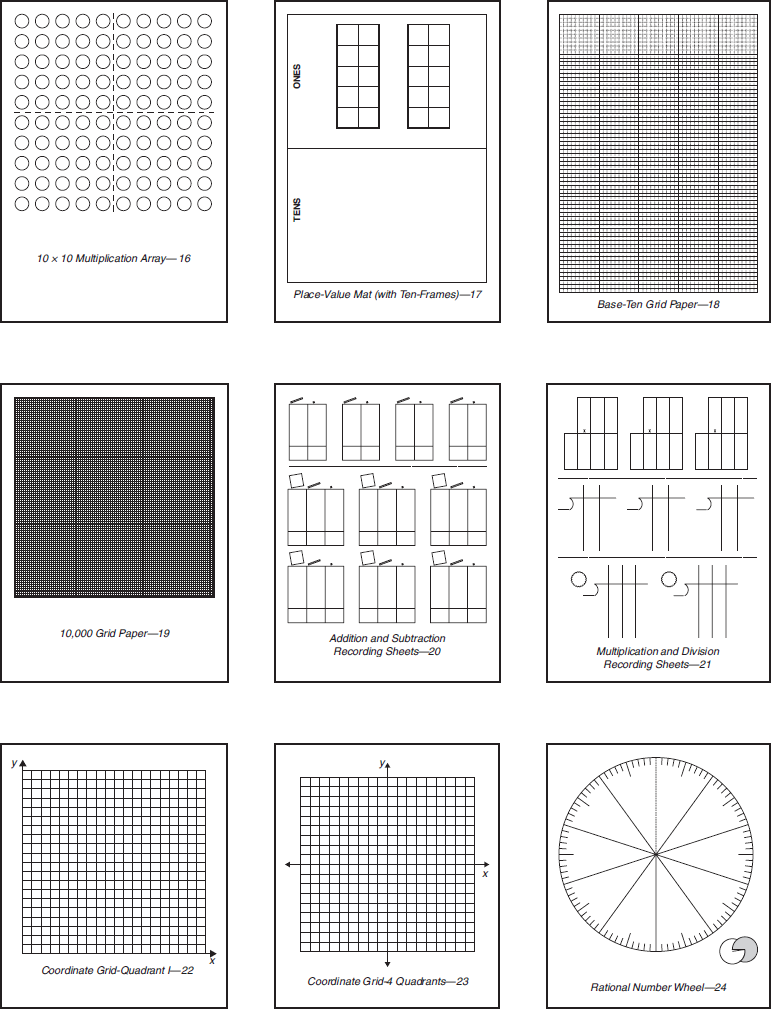 10 × 10 Multiplication Array—16
ONES
TENS
Place-Value Mat (with Ten-Frames)—17
Base-Ten Grid Paper—18
10,000 Grid Paper—19
Addition and Subtraction
Recording Sheets—20
Multiplication and Division
Recording Sheets—21
y
x
Coordinate Grid-Quadrant I—22
y
x
Coordinate Grid-4 Quadrants—23
Rational Number Wheel—24